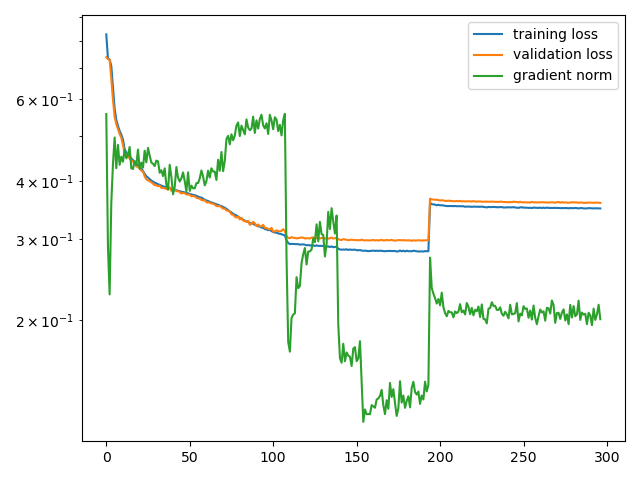 training loss
validation loss
gradient norm
6 × 10⁻¹
4 × 10⁻¹
3 × 10⁻¹
2 × 10⁻¹
0 50 100 150 200 250 300